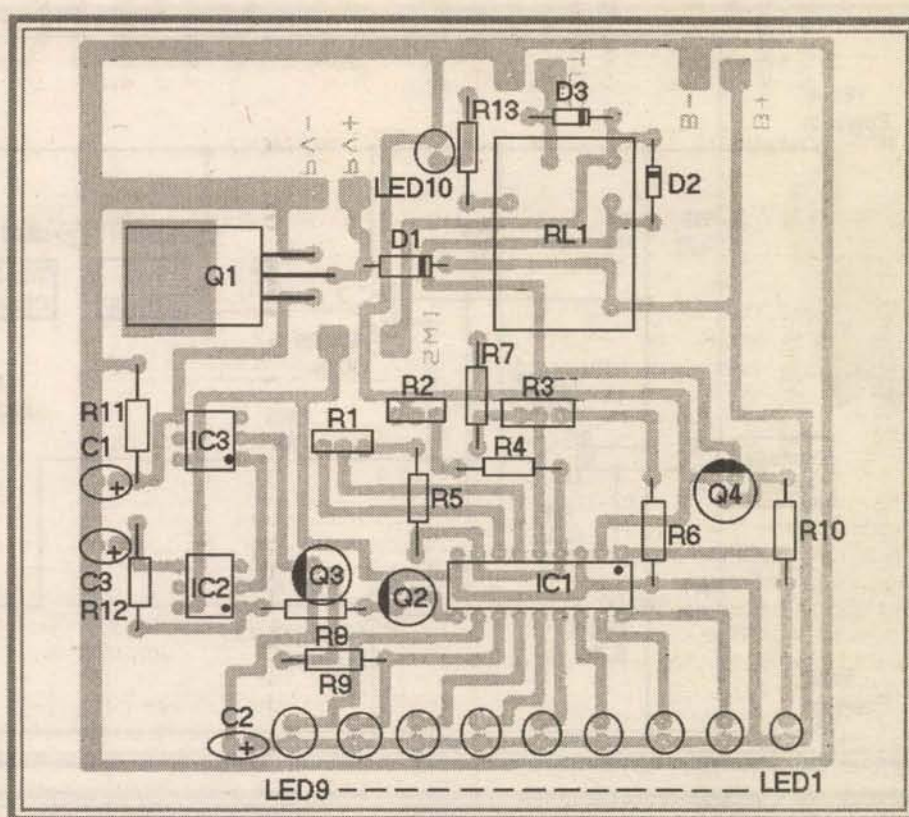 D3
R13
B-
B+
LED10
D2
D1
RL1
Q1
R7
R2
R3
R11
IC3
R1
C1
R4
Q4
R5
R6
R10
Q3
IC1
C3
IC2
Q2
R12
R8
R9
C2
LED9 ————————————— LED1